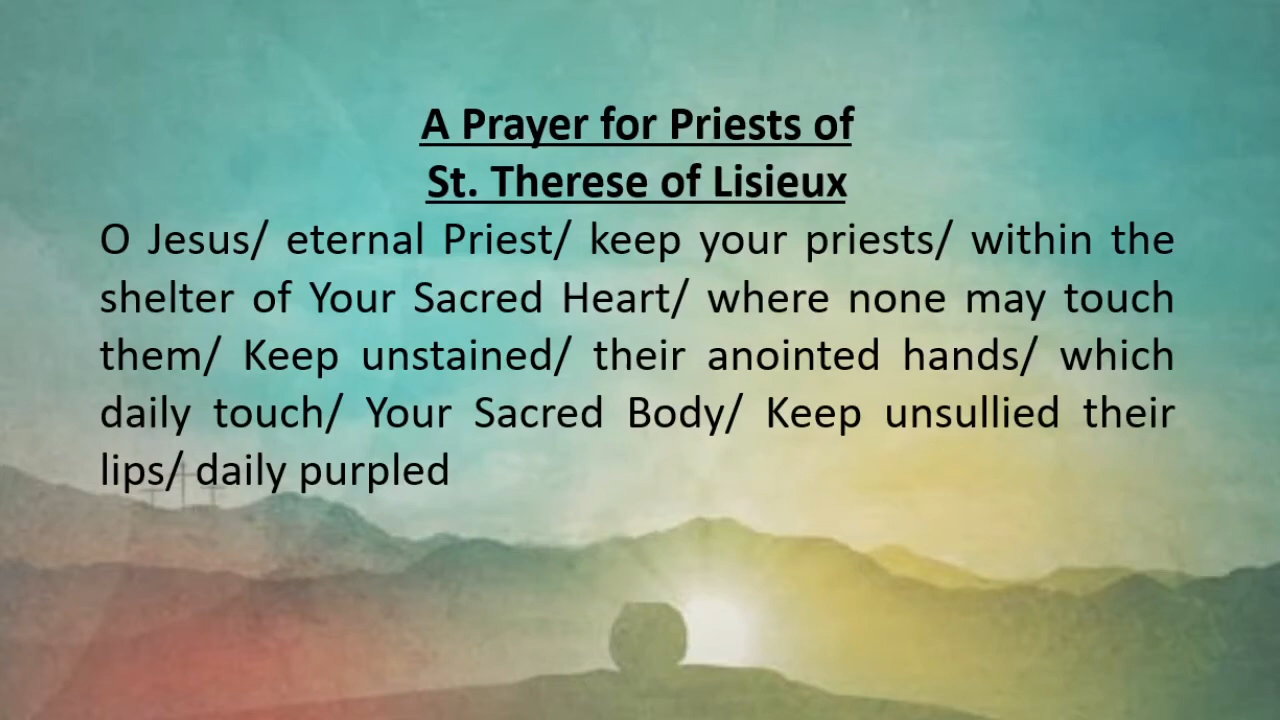 A Prayer for Priests of
St. Therese of Lisieux
O Jesus/ eternal Priest/ keep your priests/ within the
shelter of Your Sacred Heart/ where none may touch
them/ Keep unstained/ their anointed hands/ which
daily touch/ Your Sacred Body/ Keep unsullied their
lips/ daily purpled